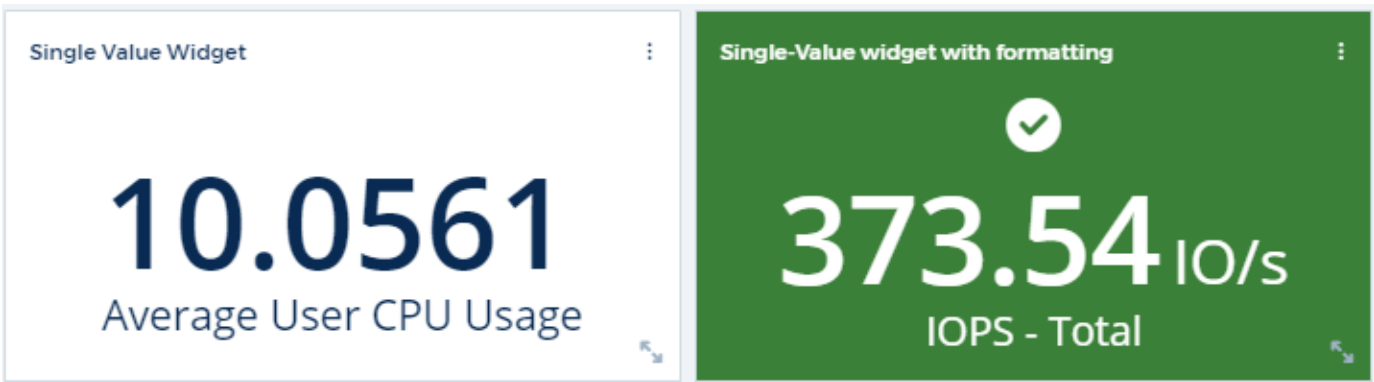 Single Value Widget
10.0561
Average User CPU Usage
Single-Value widget with formatting
373.54 IO/s
IOPS - Total